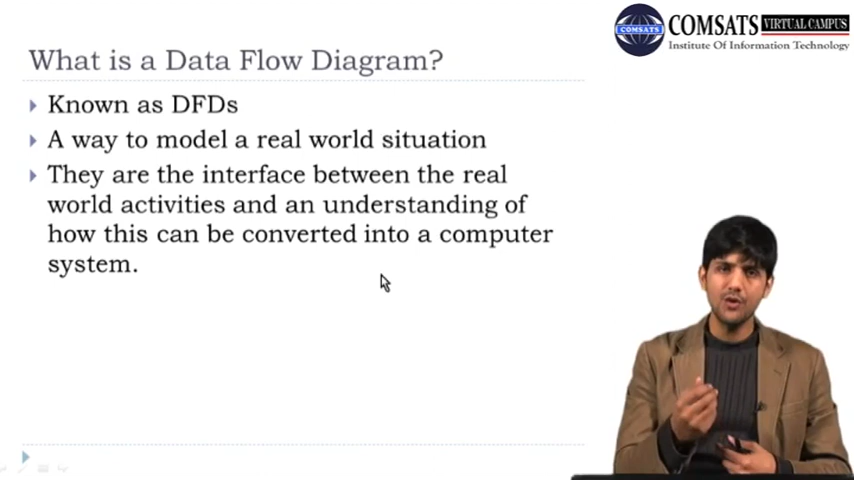 COMSATS VIRTUAL CAMPUS
COMSATS
Institute Of Information Technology
What is a Data Flow Diagram?
Known as DFDs
A way to model a real world situation
They are the interface between the real
world activities and an understanding of
how this can be converted into a computer
system.